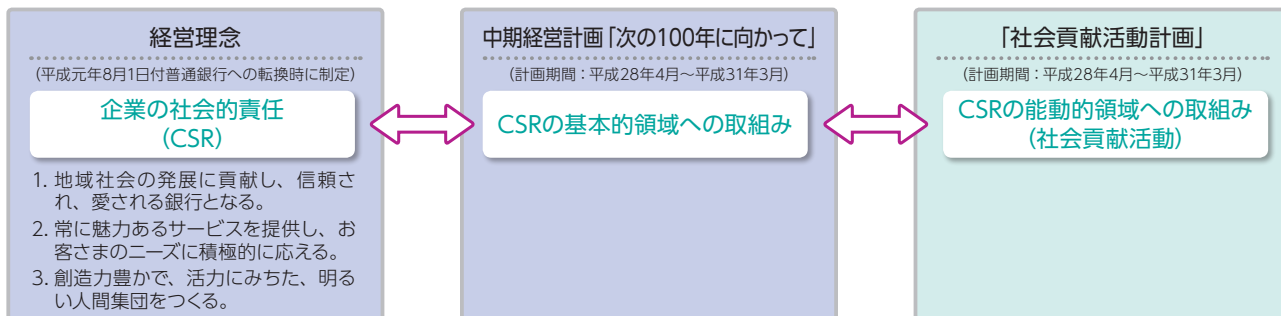 経営理念
(平成元年8月1日付普通銀行への転換時に制定)
企業の社会的責任
(CSR)
1. 地域社会の発展に貢献し、信頼さ
れ、愛される銀行となる。
2. 常に魅力あるサービスを提供し、お
客さまのニーズに積極的に応える。
3. 創造力豊かで、活力にみちた、明る
い人間集団をつくる。
中期経営計画「次の100年に向かって」
(計画期間：平成28年4月～平成31年3月)
CSRの基本的領域への取組み
「社会貢献活動計画」
(計画期間：平成28年4月～平成31年3月)
CSRの能動的領域への取組み
(社会貢献活動)